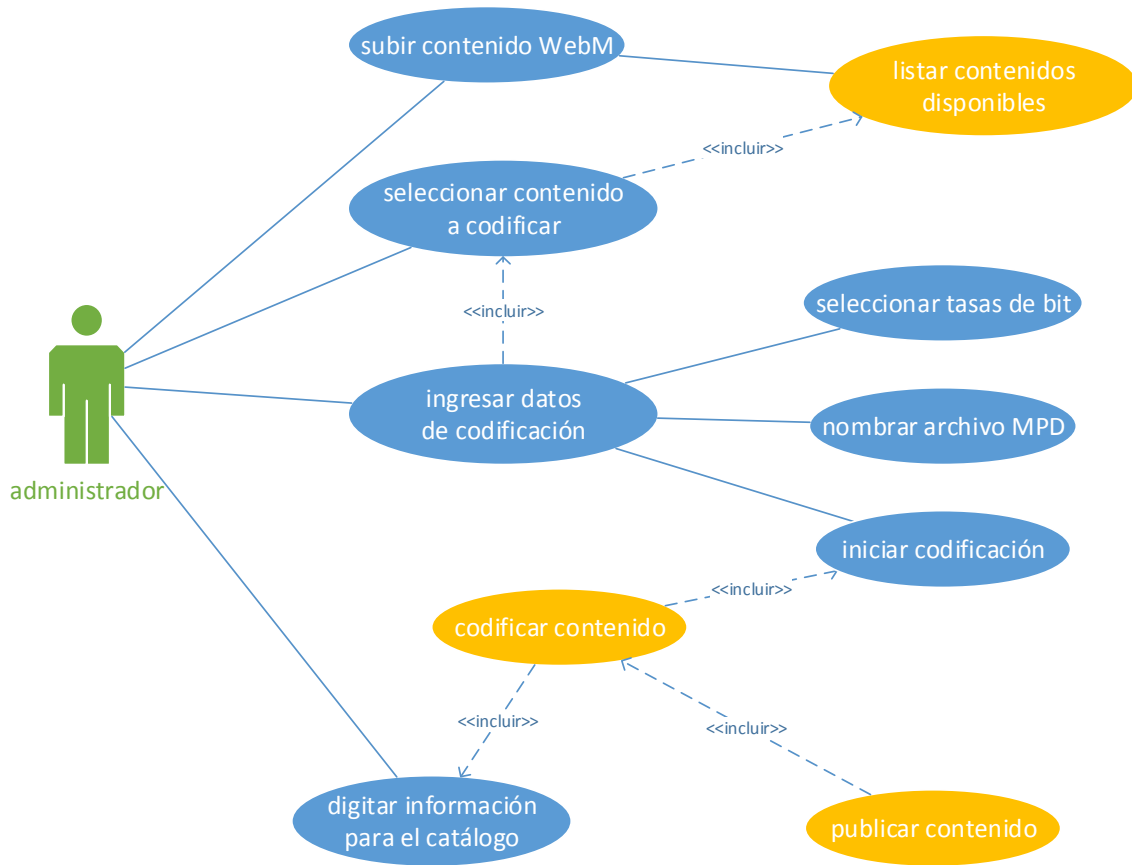 subir contenido WebM
listar contenidos
disponibles
<<incluir>>
seleccionar contenido
a codificar
<<incluir>>
seleccionar tasas de bit
ingresar datos
de codificación
nombrar archivo MPD
administrador
iniciar codificación
<<incluir>>
codificar contenido
<<incluir>>
<<incluir>>
digitar información
para el catálogo
publicar contenido